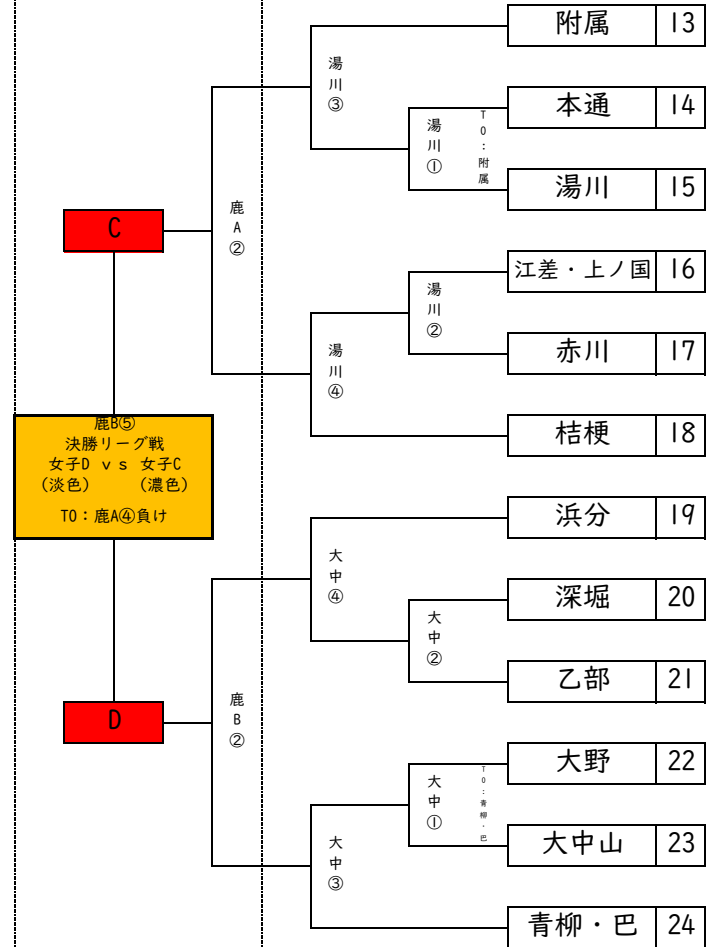 附属 13
湯川③
本通 14
湯川①
TO：附属
湯川 15
鹿A②
C
江差・上ノ国 16
湯川②
赤川 17
湯川④
桔梗 18
鹿B⑤
決勝リーグ戦
女子D vs 女子C
(淡色) (濃色)
TO：鹿A④負け
浜分 19
大中④
深堀 20
大中②
乙部 21
鹿B②
D
大野 22
大中①
TO：青柳・巴
大中山 23
大中③
青柳・巴 24